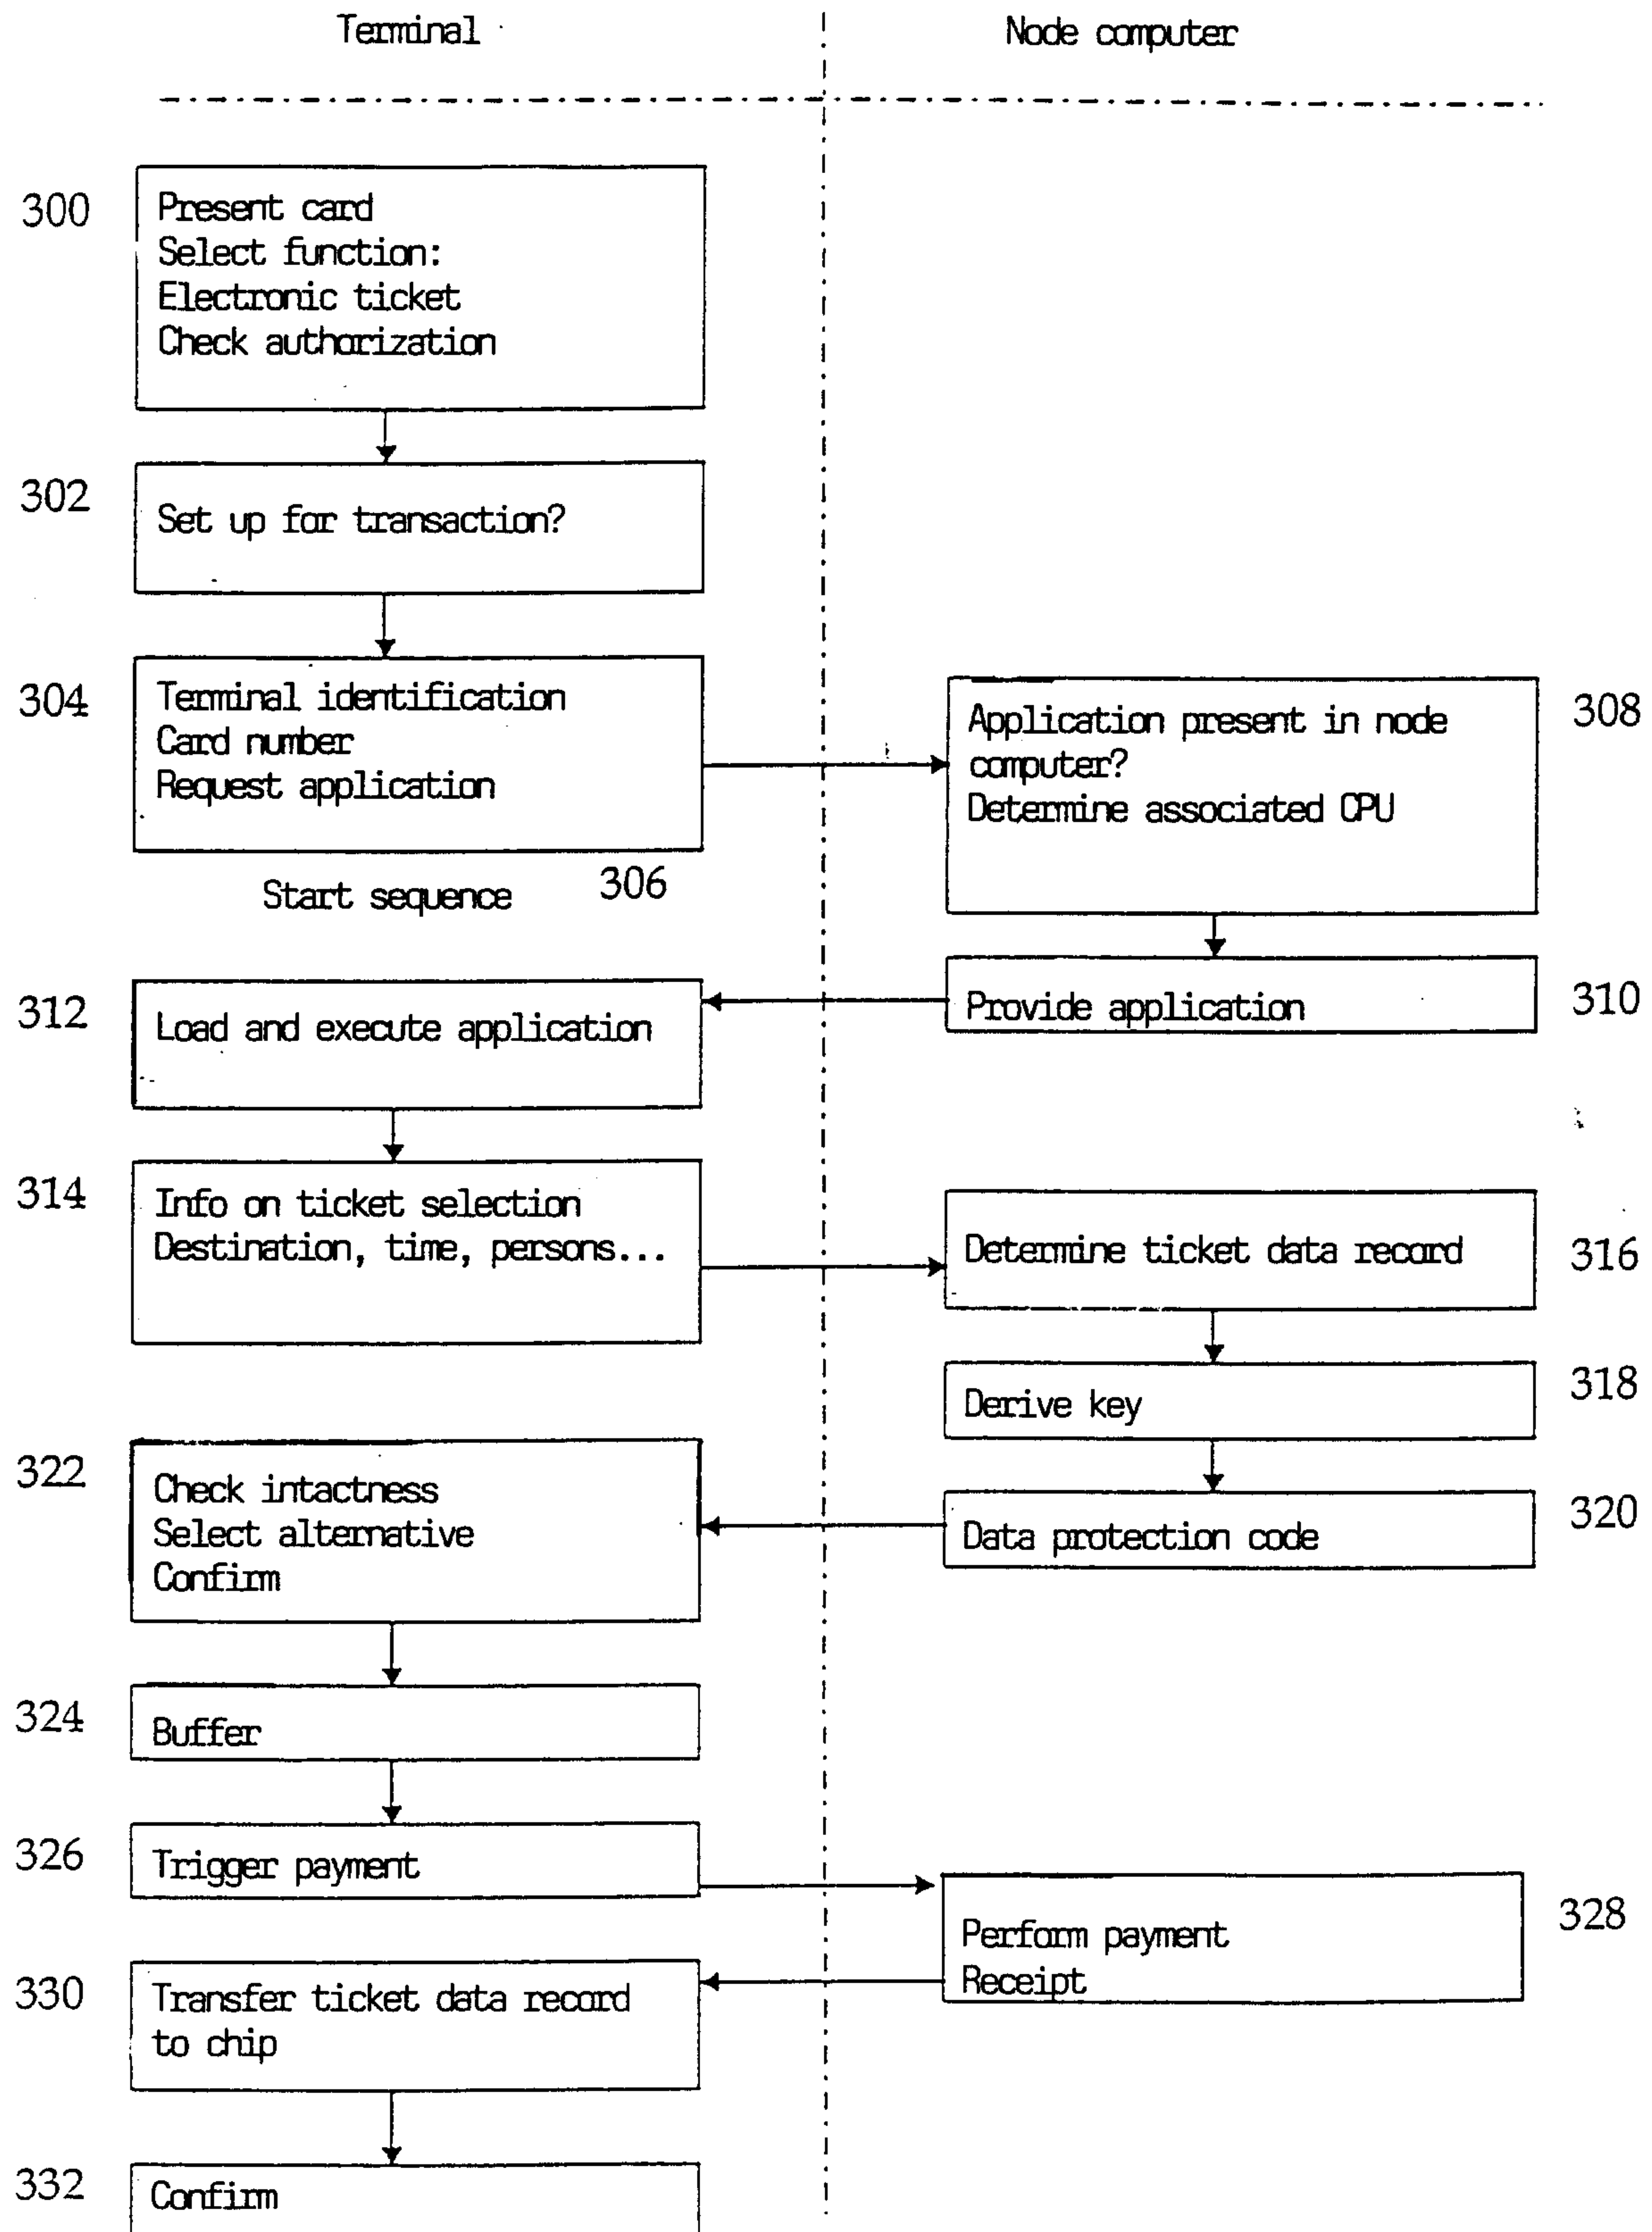 Terminal
Node computer
300
Present card
Select function:
Electronic ticket
Check authorization
302
Set up for transaction?
304
Terminal identification
Card number
Request application
308
Application present in node
computer?
Determine associated CPU
Start sequence
306
310
Provide application
312
Load and execute application
314
Info on ticket selection
Destination, time, persons...
316
Determine ticket data record
318
Derive key
320
Data protection code
322
Check intactness
Select alternative
Confirm
324
Buffer
326
Trigger payment
328
Perform payment
Receipt
330
Transfer ticket data record
to chip
332
Confirm